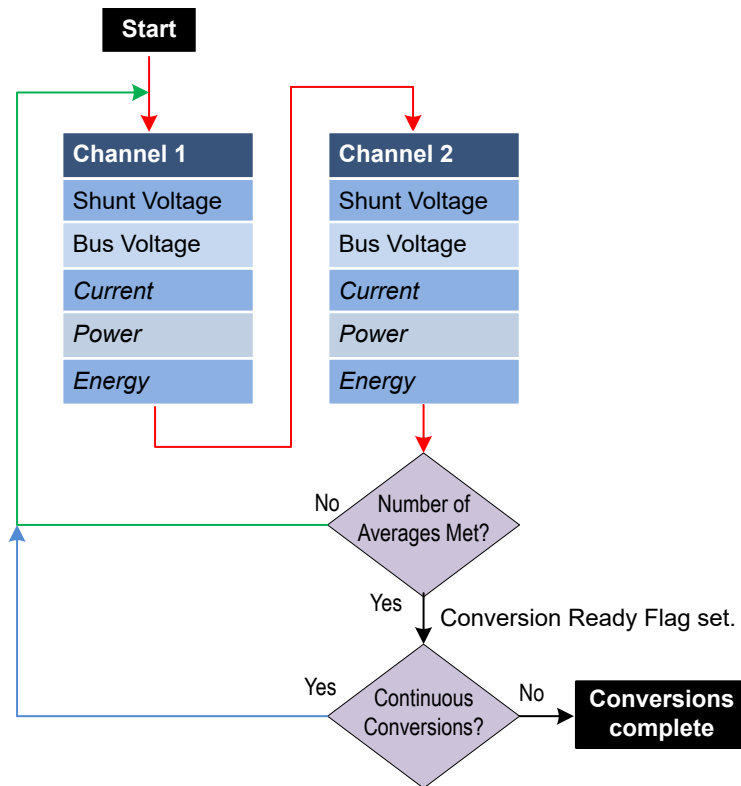 Start
Channel 1
Shunt Voltage
Bus Voltage
Current
Power
Energy
Channel 2
Shunt Voltage
Bus Voltage
Current
Power
Energy
No
Number of
Averages Met?
Yes
Conversion Ready Flag set.
Yes
Continuous
Conversions?
No
Conversions
complete